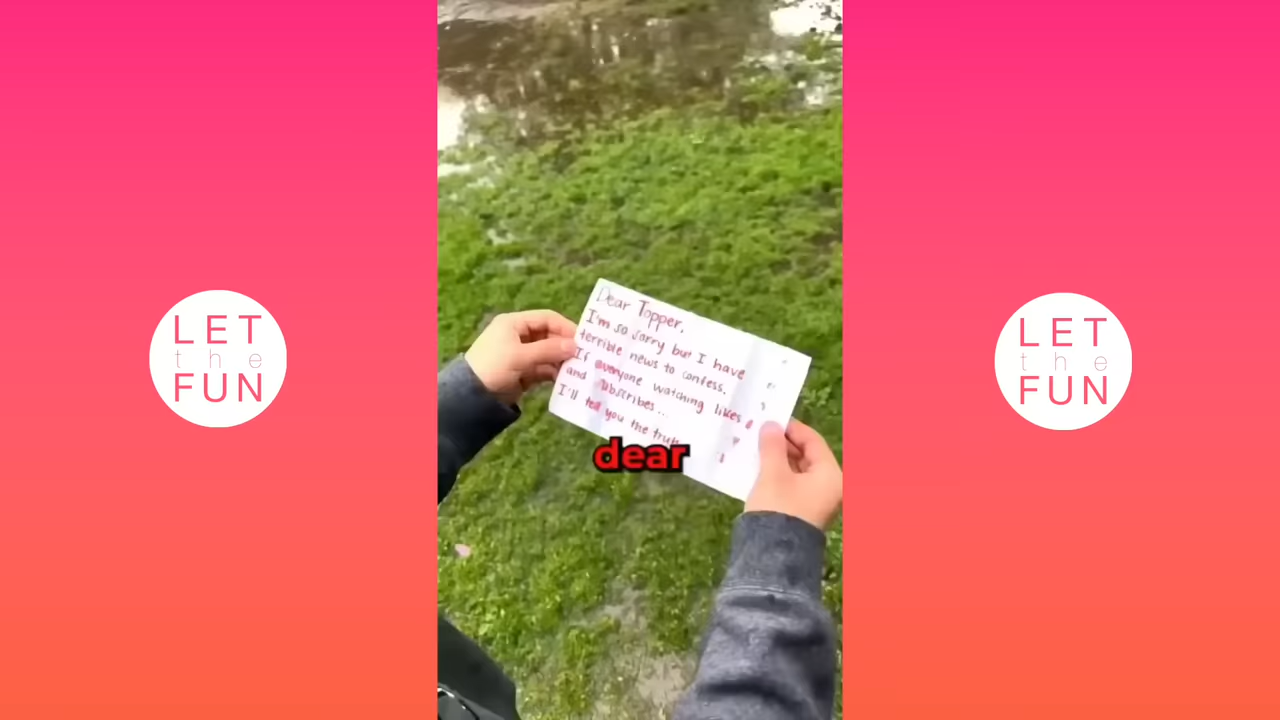 LET
the
FUN
Dear Topper,
I'm so sorry but I have
terrible news to confess.
If everyone watching likes
and subscribes...
I'll tell you the truth
dear
LET
the
FUN